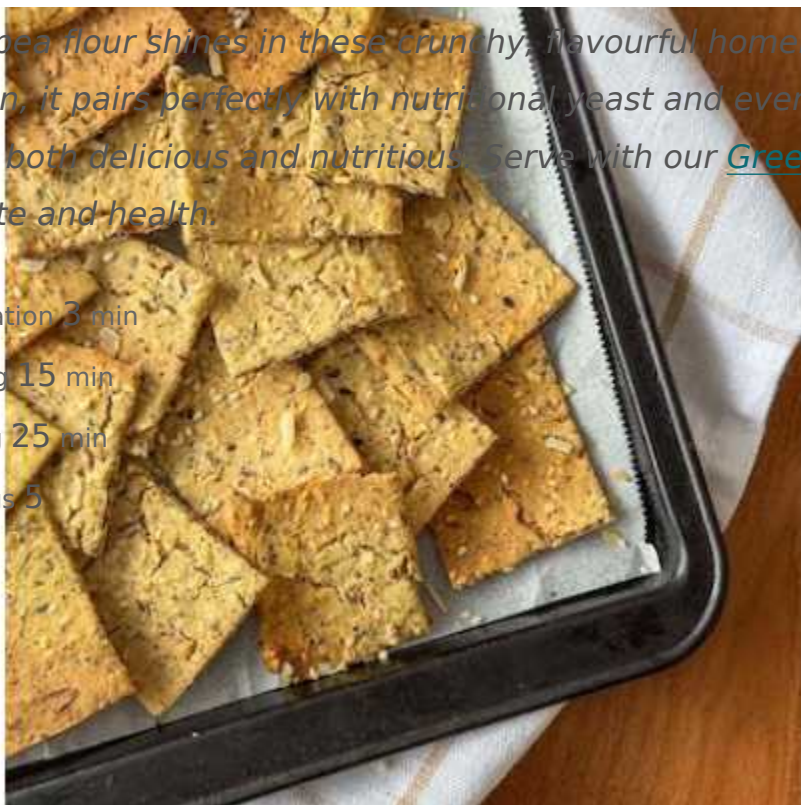 pea flour shines in these crunchy, flavourful home
n, it pairs perfectly with nutritional yeast and ever
both delicious and nutritious. Serve with our Gree
te and health.
ation 3 min
g 15 min
25 min
s 5